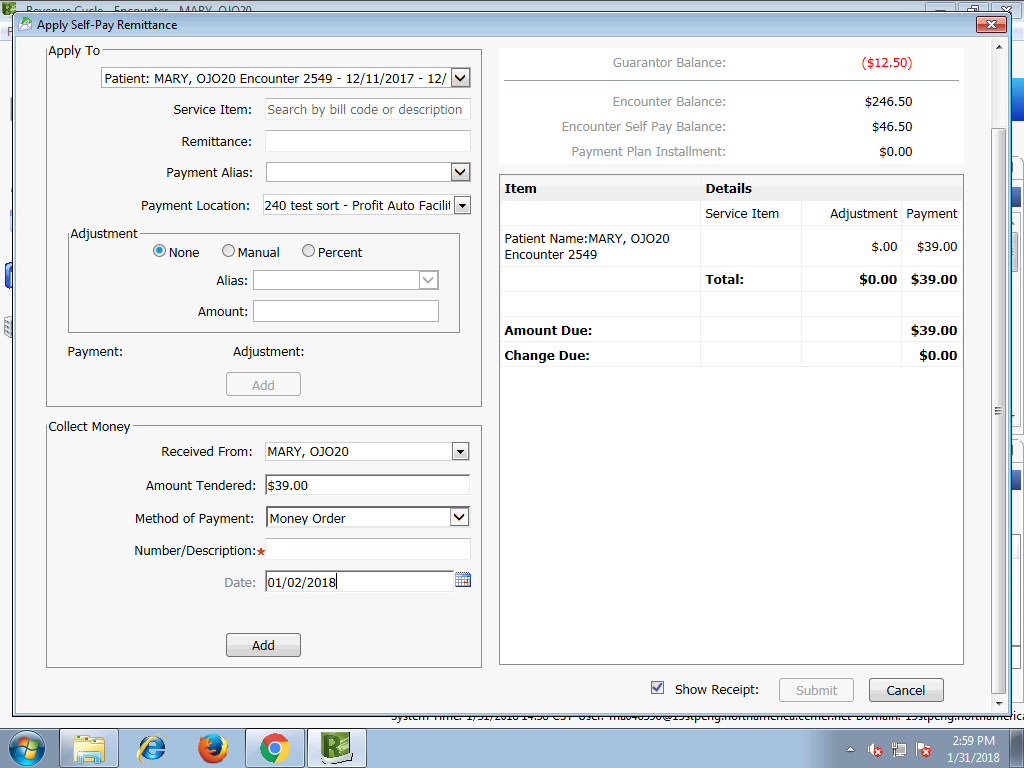 Revenue Cycle - Encounter - MARY, OJO20
Apply Self-Pay Remittance
Apply To
Patient: MARY, OJO20 Encounter 2549 - 12/11/2017 - 12/
Service Item: Search by bill code or description
Remittance:
Payment Alias:
Payment Location: 240 test sort - Profit Auto Facilit
Adjustment
None Manual Percent
Alias:
Amount:
Payment: Adjustment:
Add
Collect Money
Received From: MARY, OJO20
Amount Tendered: $39.00
Method of Payment: Money Order
Number/Description:*
Date: 01/02/2018
Add
Guarantor Balance: ($12.50)
Encounter Balance: $246.50
Encounter Self Pay Balance: $46.50
Payment Plan Installment: $0.00
Item Details
Service Item Adjustment Payment
Patient Name:MARY, OJO20
Encounter 2549 $.00 $39.00
Total: $0.00 $39.00
Amount Due: $39.00
Change Due: $0.00
Show Receipt: Submit Cancel
2:59 PM
1/31/2018